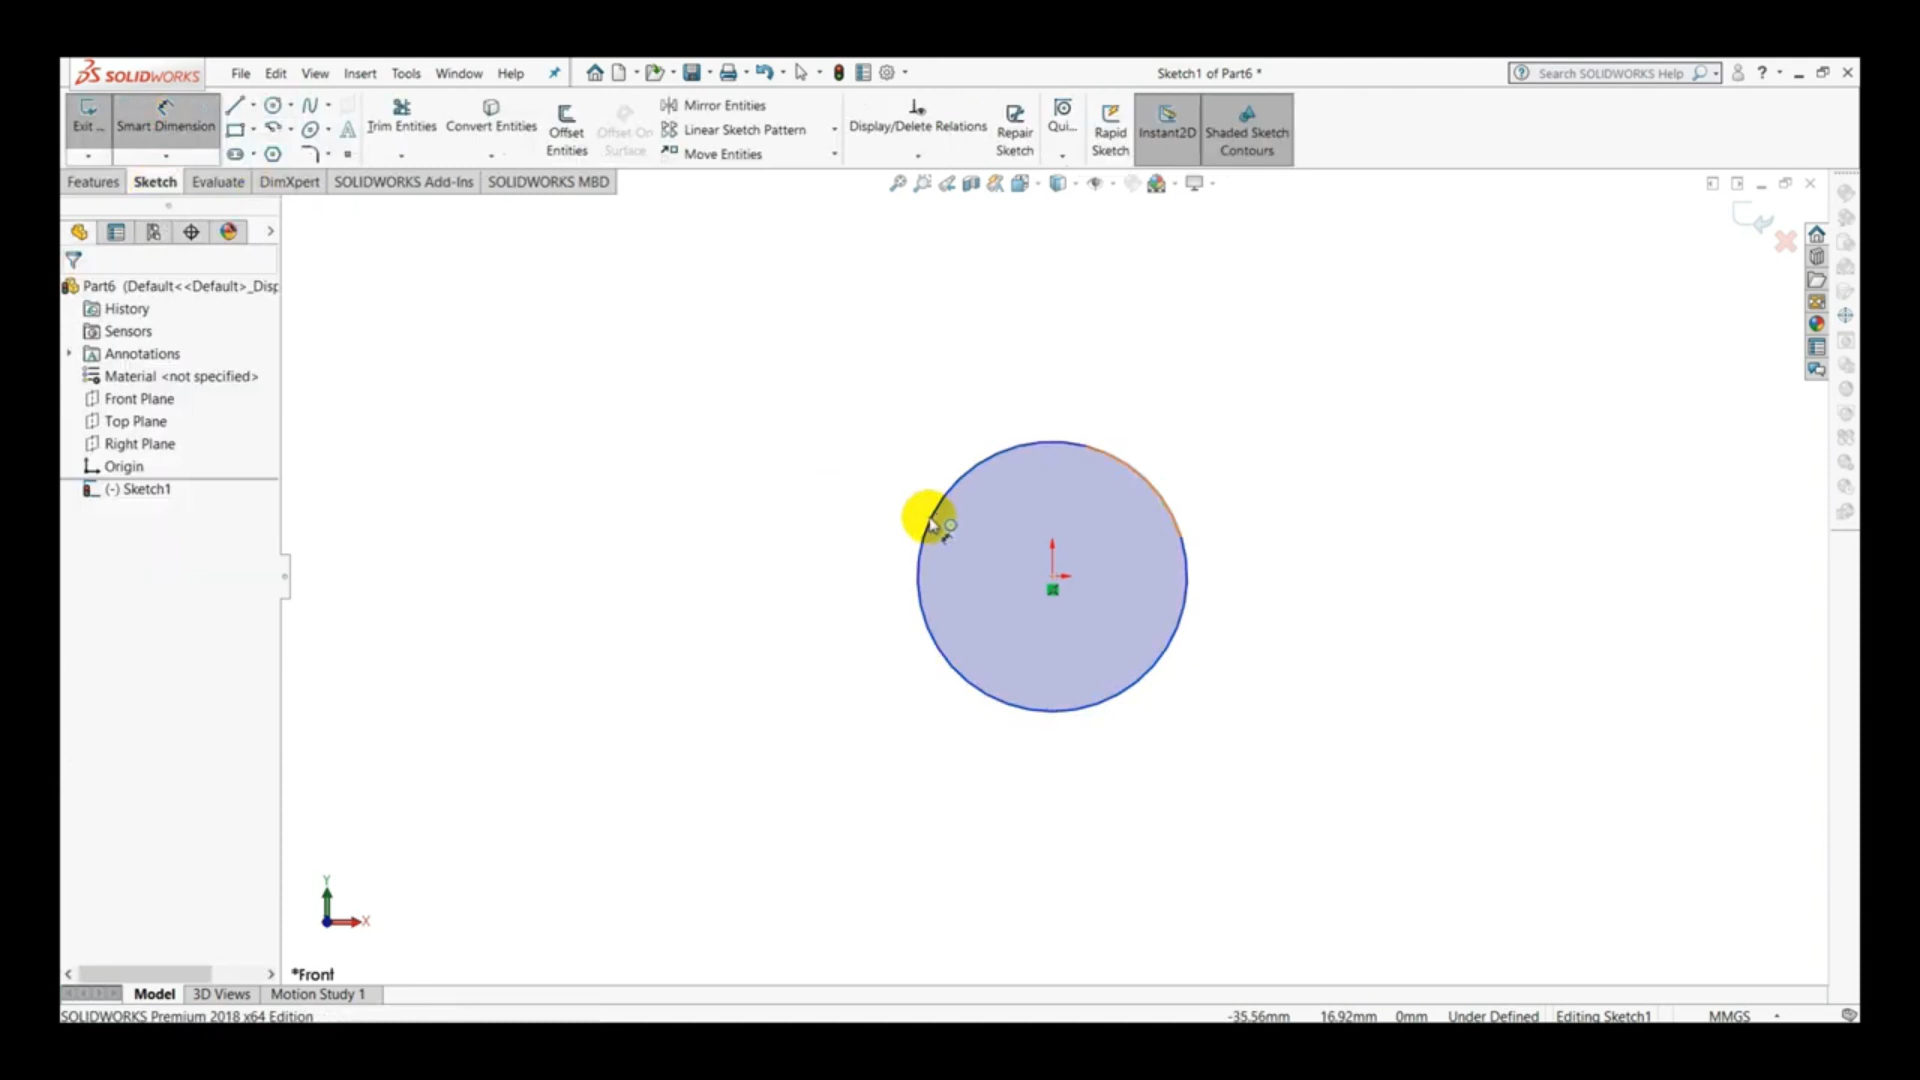 SOLIDWORKS File Edit View Insert Tools Window Help Sketch1 of Part6 * Search SOLIDWORKS Help ?
Exit ... Smart Dimension Trim Entities Convert Entities Offset Entities Offset On Surface Mirror Entities Linear Sketch Pattern Move Entities Display/Delete Relations Repair Sketch Qui... Rapid Sketch Instant2D Shaded Sketch Contours
Features Sketch Evaluate DimXpert SOLIDWORKS Add-Ins SOLIDWORKS MBD
Part6 (Default<<Default>_Disp
History
Sensors
Annotations
Material <not specified>
Front Plane
Top Plane
Right Plane
Origin
(-) Sketch1
Y
X
*Front
Model 3D Views Motion Study 1
SOLIDWORKS Premium 2018 x64 Edition -35.56mm 16.92mm 0mm Under Defined Editing Sketch1 MMGS